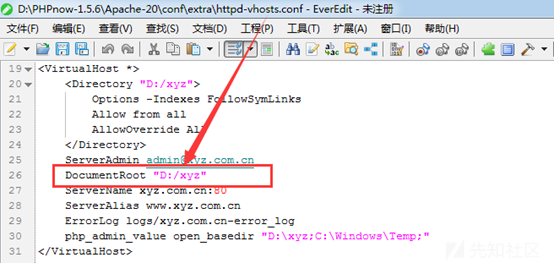 D:\PHPnow-1.5.6\Apache-20\conf\extra\httpd-vhosts.conf - EverEdit - 未注册
文件(F) 编辑(E) 查看(V) 搜索(S) 文档(D) 工程(P) 工具(T) 扩展(A) 窗口(W) 帮助(H)
19 <VirtualHost *>
20 <Directory "D:/xyz">
21 Options -Indexes FollowSymLinks
22 Allow from all
23 AllowOverride All
24 </Directory>
25 ServerAdmin admin@xyz.com.cn
26 DocumentRoot "D:/xyz"
27 ServerName xyz.com.cn:80
28 ServerAlias www.xyz.com.cn
29 ErrorLog logs/xyz.com.cn-error_log
30 php_admin_value open_basedir "D:\xyz;C:\Windows\Temp;"
31 </VirtualHost>
先知社区